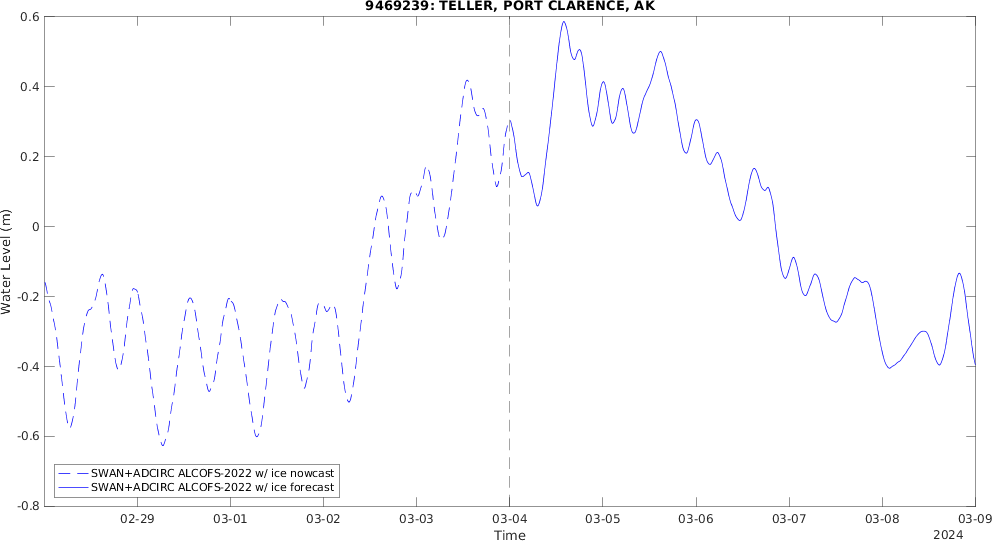 9469239: TELLER, PORT CLARENCE, AK
0.6
0.4
0.2
0
-0.2
-0.4
-0.6
-0.8
Water Level (m)
SWAN+ADCIRC ALCOFS-2022 w/ ice nowcast
SWAN+ADCIRC ALCOFS-2022 w/ ice forecast
02-29 03-01 03-02 03-03 03-04 03-05 03-06 03-07 03-08 03-09
Time
2024